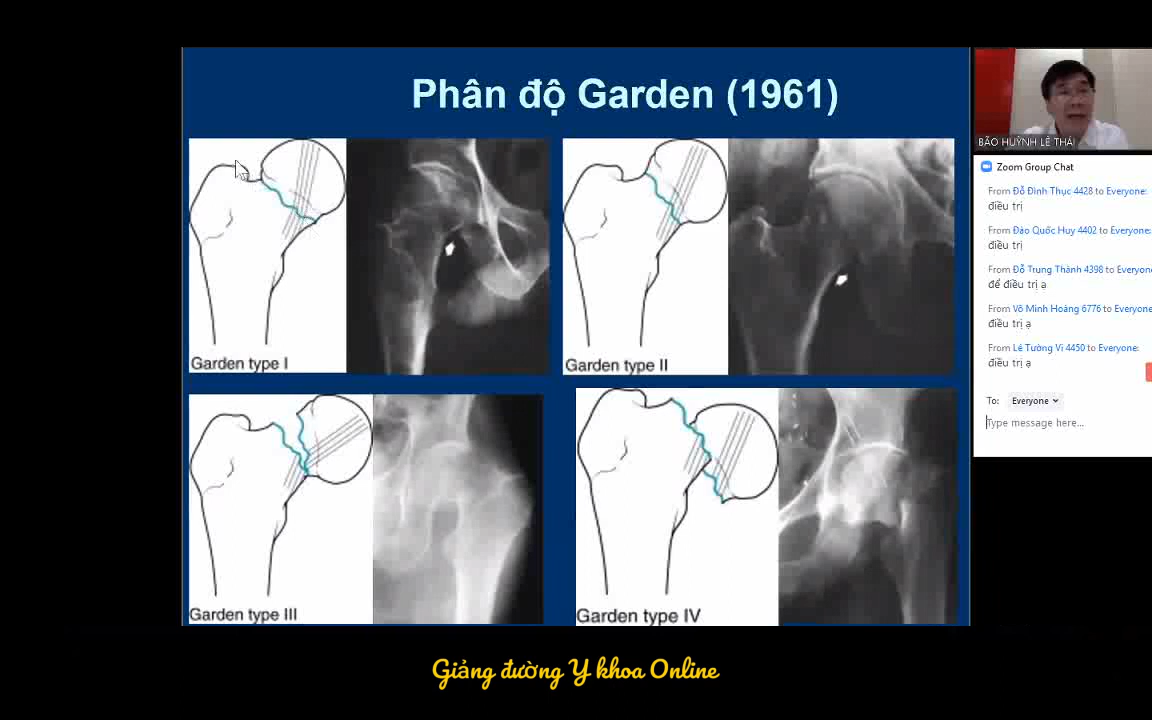 Phân độ Garden (1961)
Garden type I
Garden type II
Garden type III
Garden type IV
BẢO HUỲNH LÊ THÁI
Zoom Group Chat
From Đỗ Đình Thục 4428 to Everyone:
điều trị
From Đào Quốc Huy 4402 to Everyone:
điều trị
From Đỗ Trung Thành 4398 to Everyone
để điều trị ạ
From Võ Minh Hoàng 6776 to Everyone
điều trị ạ
From Lê Tường Vi 4450 to Everyone:
điều trị ạ
To: Everyone
Type message here...
Giảng đường Y khoa Online